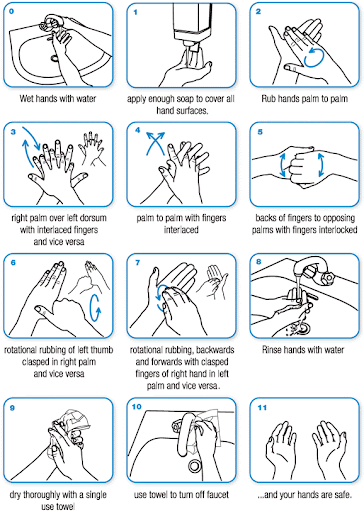 0
Wet hands with water
1
apply enough soap to cover all
hand surfaces.
2
Rub hands palm to palm
3
right palm over left dorsum
with interlaced fingers
and vice versa
4
palm to palm with fingers
interlaced
5
backs of fingers to opposing
palms with fingers interlocked
6
rotational rubbing of left thumb
clasped in right palm
and vice versa
7
rotational rubbing, backwards
and forwards with clasped
fingers of right hand in left
palm and vice versa.
8
Rinse hands with water
9
dry thoroughly with a single
use towel
10
use towel to turn off faucet
11
...and your hands are safe.